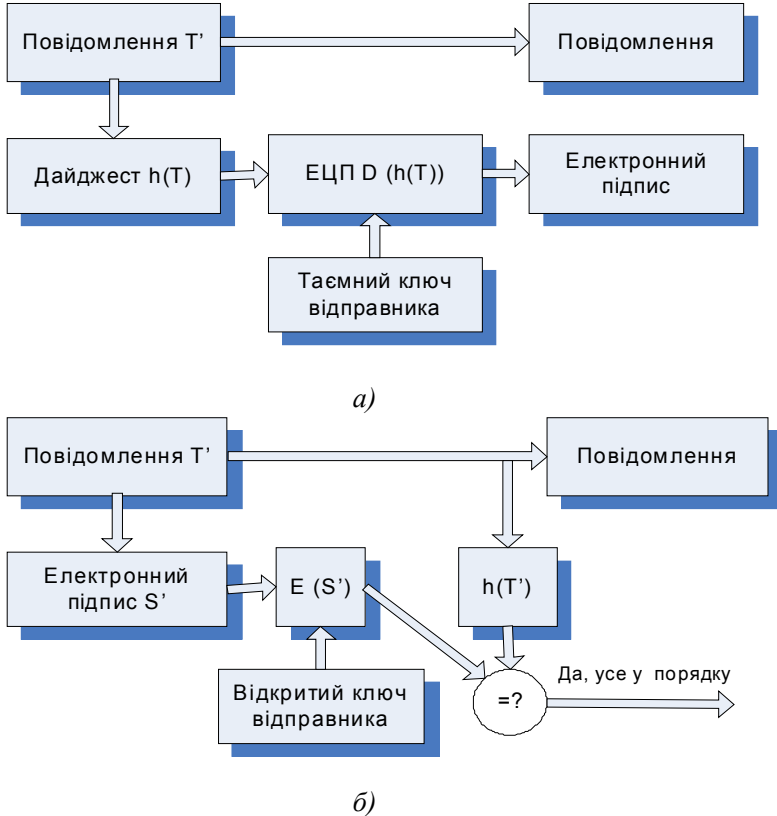 Повідомлення Т’
Повідомлення
Дайджест h(T)
ЕЦП D (h(T))
Електронний
підпис
Таємний ключ
відправника
а)
Повідомлення Т’
Повідомлення
Електронний
підпис S’
E (S’)
h(T’)
Відкритий ключ
відправника
=?
Да, усе у порядку
б)